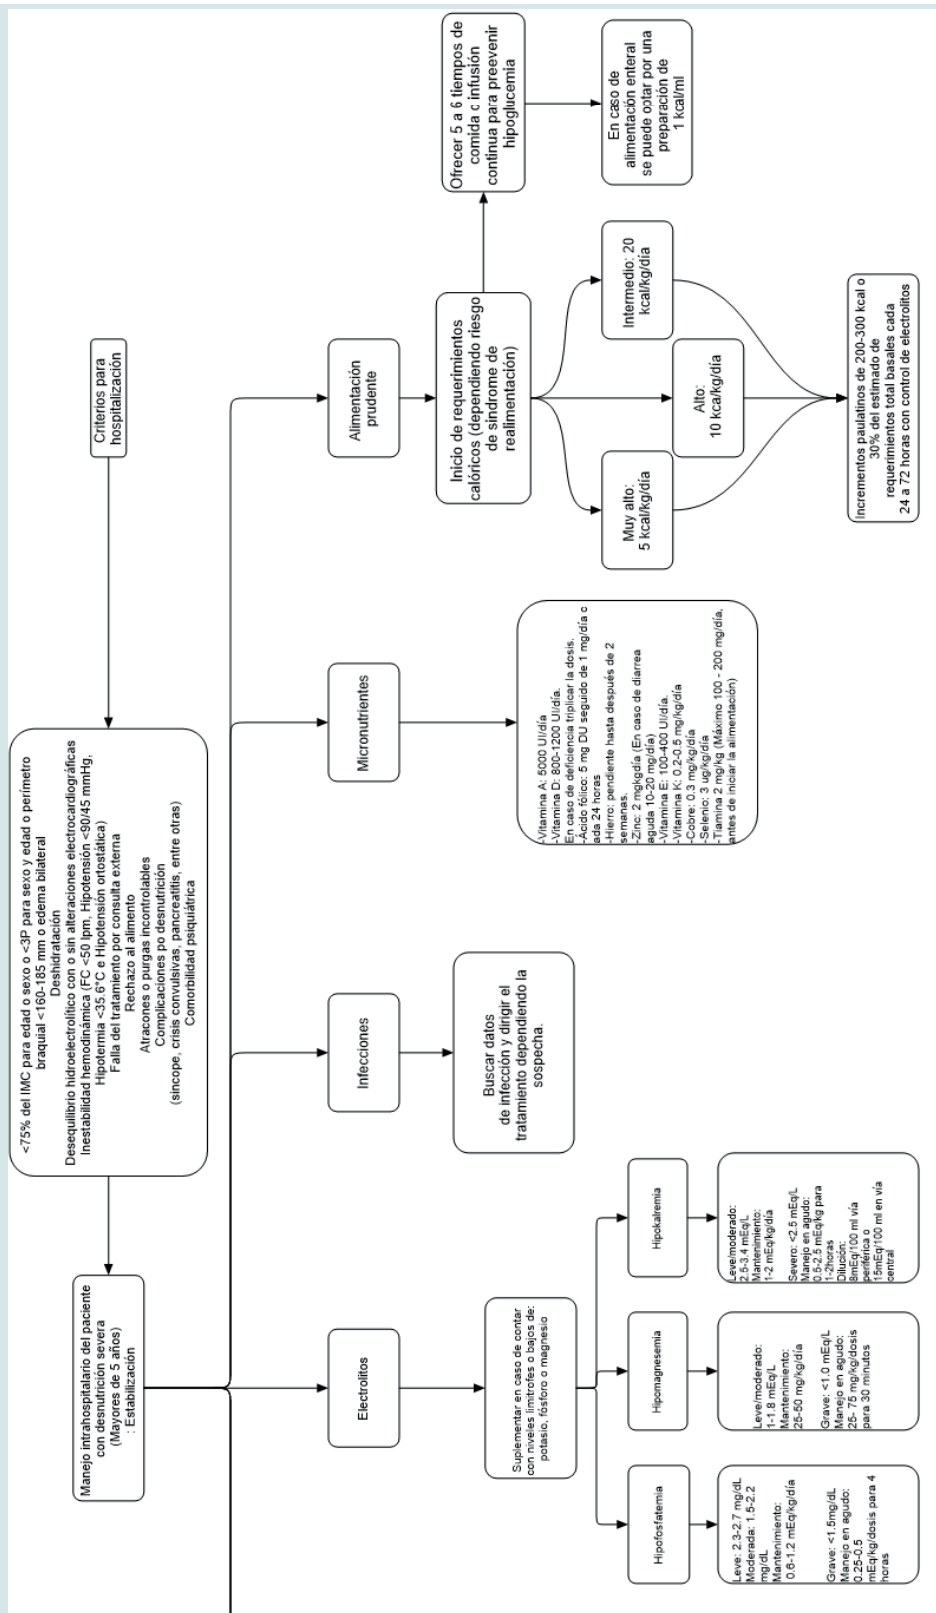 Criterios para
hospitalización
<75% del IMC para edad o sexo o <3P para sexo y edad o perímetro
braquial <160-185 mm o edema bilateral
Deshidratación
Desequilibrio hidroelectrolítico con o sin alteraciones electrocardiográficas
Inestabilidad hemodinámica (FC <50 lpm, Hipotensión <90/45 mmHg,
Hipotermia <35.6°C e Hipotensión ortostática)
Falla del tratamiento por consulta externa
Rechazo al alimento
Atracones o purgas incontrolables
Complicaciones po desnutrición
(síncope, crisis convulsivas, pancreatitis, entre otras)
Comorbilidad psiquiátrica
Manejo intrahospitalario del paciente
con desnutrición severa
(Mayores de 5 años)
: Estabilización
Electrolitos
Suplementar en caso de contar
con niveles limítrofes o bajos de:
potasio, fósforo o magnesio
Hipofosfatemia
Leve: 2.3-2.7 mg/dL
Moderada: 1.5-2.2
mg/dL
Mantenimiento:
0.6-1.2 mEq/kg/día
Grave: <1.5mg/dL
Manejo en agudo:
0.25-0.5
mEq/kg/dosis para 4
horas
Hipomagnesemia
Leve/moderado:
1-1.8 mEq/L
Mantenimiento:
25-50 mg/kg/día
Grave: <1.0 mEq/L
Manejo en agudo:
25- 75 mg/kg/dosis
para 30 minutos
Hipokalremia
Leve/moderado:
2.5-3.4 mEq/L
Mantenimiento:
1-2 mEq/kg/día
Severo: <2.5 mEq/L
Manejo en agudo:
0.5-2.5 mEq/kg para
1-2horas
Dilución:
8mEq/100 ml vía
periférica o
15mEq/100 ml en vía
central
Infecciones
Buscar datos
de infección y dirigir el
tratamiento dependiendo la
sospecha.
Micronutrientes
-Vitamina A: 5000 UI/día
-Vitamina D: 800-1200 UI/día.
En caso de deficiencia triplicar la dosis.
-Ácido fólico: 5 mg DU seguido de 1 mg/día c
ada 24 horas
-Hierro: pendiente hasta después de 2
semanas.
-Zinc: 2 mgkgdía (En caso de diarrea
aguda 10-20 mg/día)
-Vitamina E: 100-400 UI/día.
-Vitamina K: 0.2-0.5 mg/kg/día
-Cobre: 0.3 mg/kg/día
-Selenio: 3 ug/kg/día
-Tiamina 2 mg/kg (Máximo 100 - 200 mg/día,
antes de iniciar la alimentación)
Alimentación
prudente
Inicio de requerimientos
calóricos (dependiendo riesgo
de síndrome de
realimentación)
Ofrecer 5 a 6 tiempos de
comida o infusión
continua para preevenir
hipoglucemia
En caso de
alimentación enteral
se puede optar por una
preparación de
1 kcal/ml
Muy alto:
5 kcal/kg/día
Alto:
10 kca/kg/día
Intermedio: 20
kcal/kg/día
Incrementos paulatinos de 200-300 kcal o
30% del estimado de
requerimientos total basales cada
24 a 72 horas con control de electrolitos